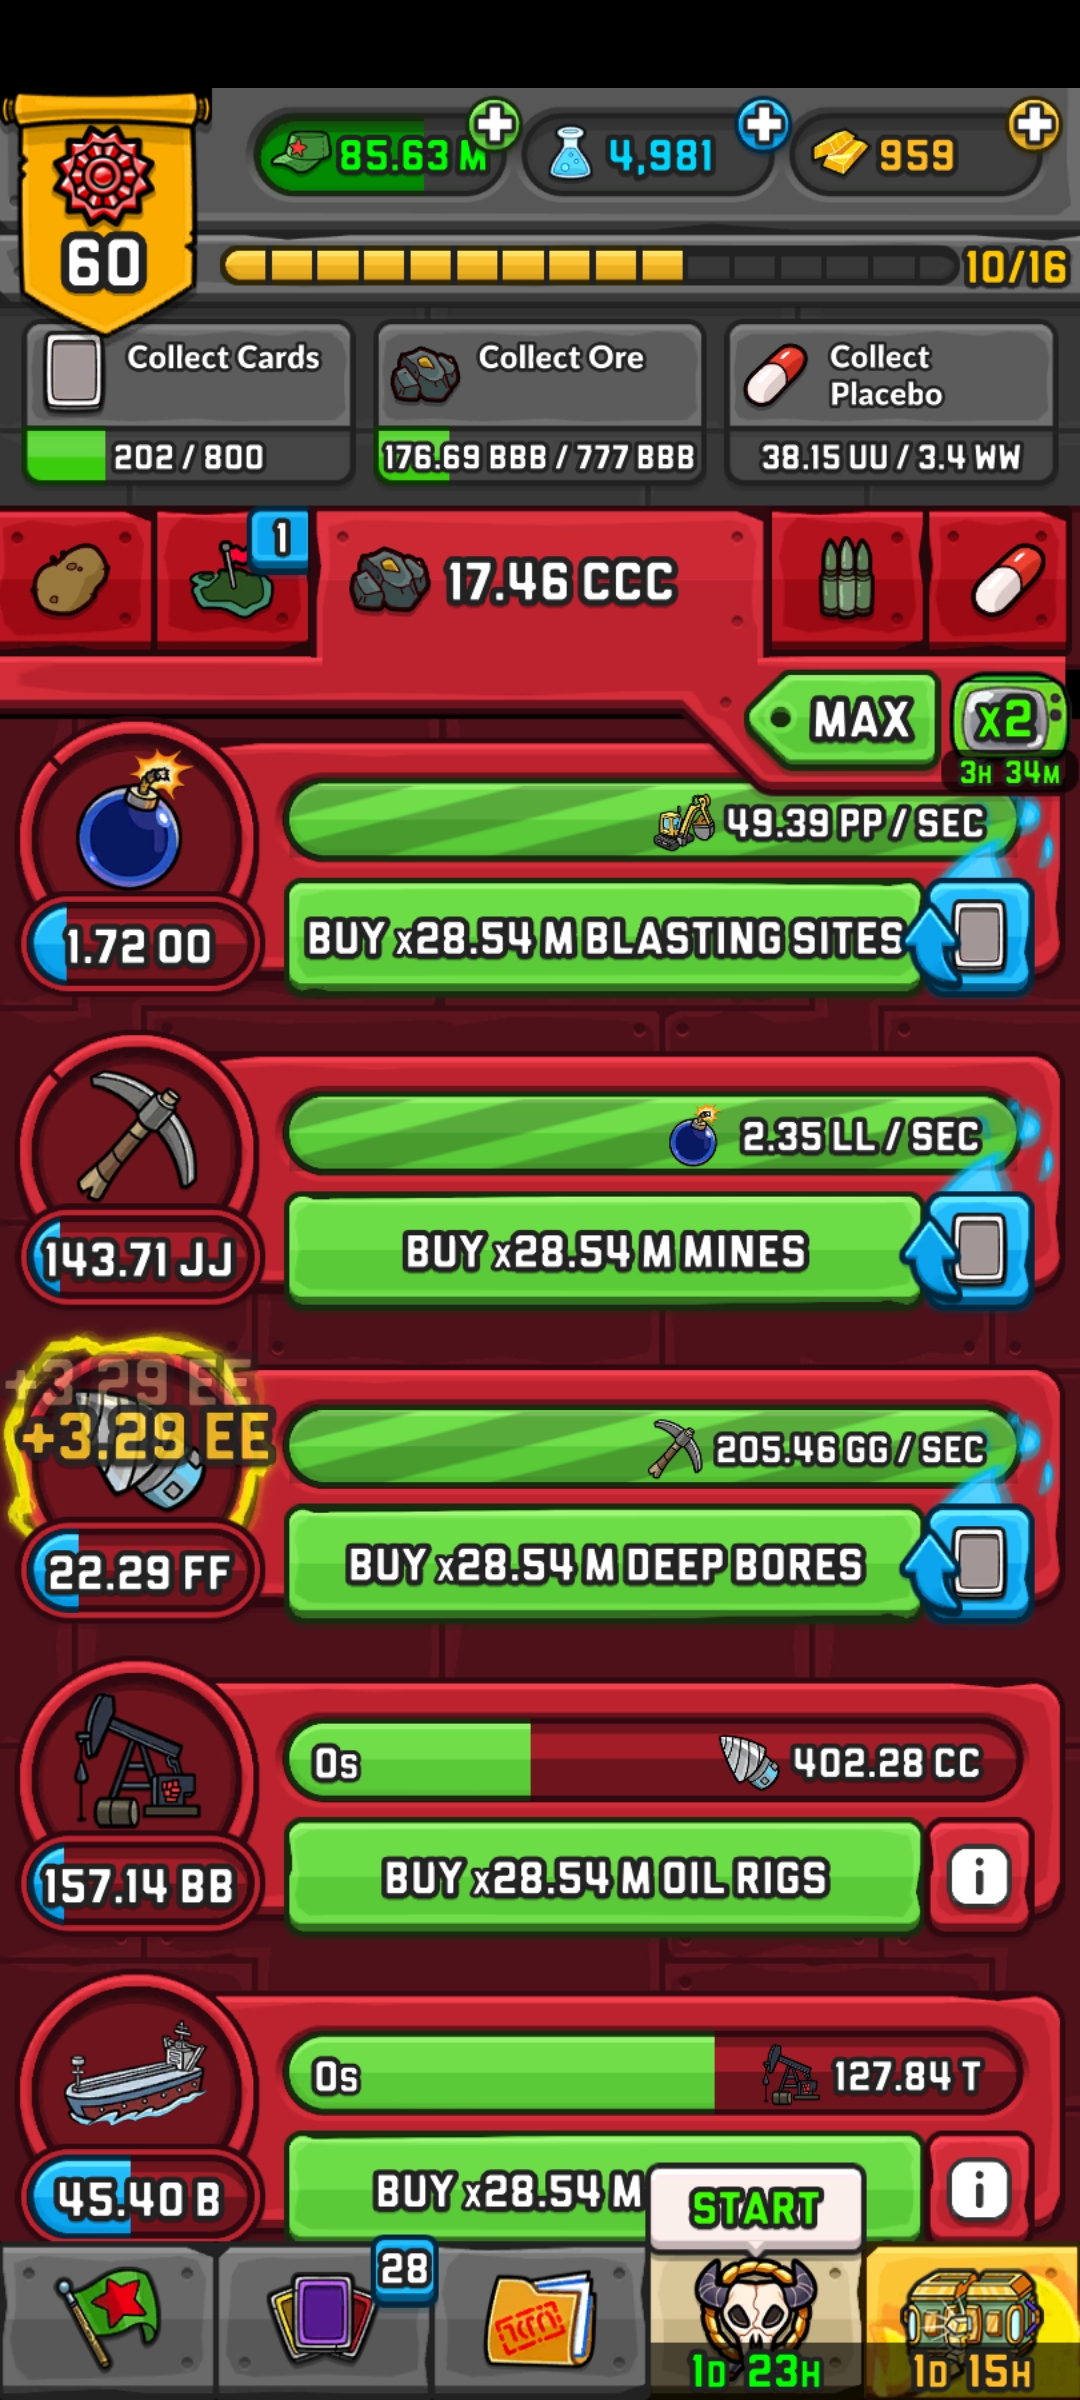 60
85.63 M
4,981
959
10/16
Collect Cards
202 / 800
Collect Ore
176.69 BBB / 777 BBB
Collect
Placebo
38.15 UU / 3.4 WW
1
17.46 CCC
MAX
x2
3H 34M
49.39 PP / SEC
1.72 OO
BUY x28.54 M BLASTING SITES
2.35 LL / SEC
143.71 JJ
BUY x28.54 M MINES
+3.29 EE
+3.29 EE
205.46 GG / SEC
22.29 FF
BUY x28.54 M DEEP BORES
0s
402.28 CC
157.14 BB
BUY x28.54 M OIL RIGS
i
0s
127.84 T
45.40 B
BUY x28.54 M
i
START
28
1D 23H
1D 15H